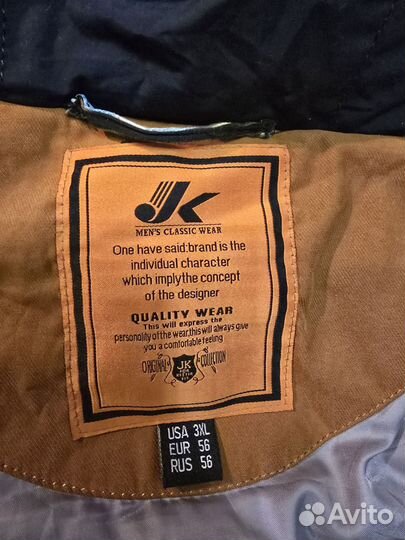 JK
MEN'S CLASSIC WEAR
One have said:brand is the
individual character
which implythe concept
of the designer
QUALITY WEAR
This will express the
personality of the wear.this will always give
you a comfortable feeling
ORIGINAL JK COLLECTION
USA 3XL
EUR 56
RUS 56
Avito